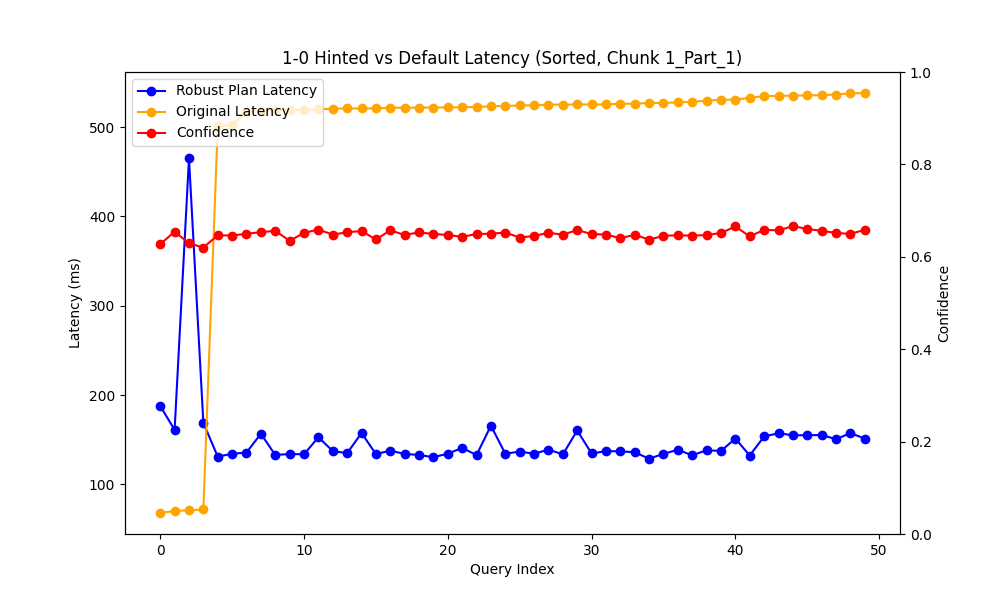 1-0 Hinted vs Default Latency (Sorted, Chunk 1_Part_1)
Robust Plan Latency
Original Latency
Confidence
500
400
300
200
100
Latency (ms)
1.0
0.8
0.6
0.4
0.2
0.0
Confidence
0 10 20 30 40 50
Query Index